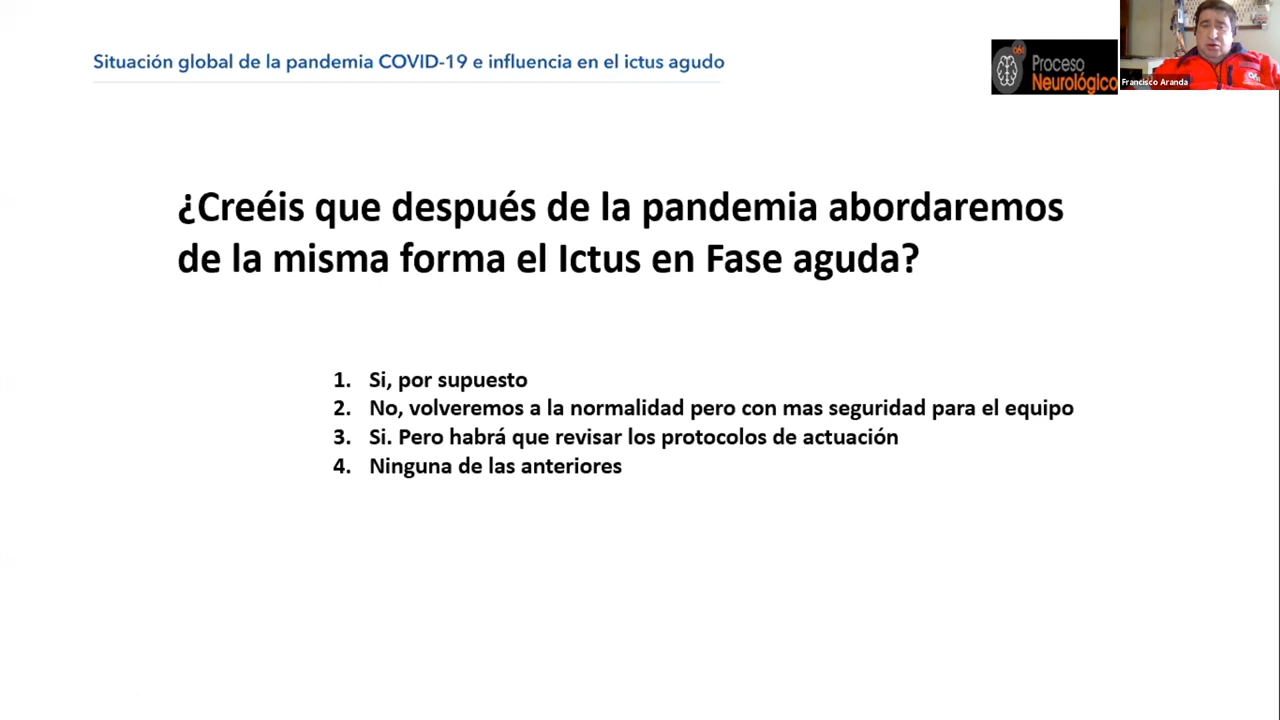 Situación global de la pandemia COVID-19 e influencia en el ictus agudo
Proceso
Neurológico
Francisco Aranda
¿Creéis que después de la pandemia abordaremos
de la misma forma el Ictus en Fase aguda?
1. Si, por supuesto
2. No, volveremos a la normalidad pero con mas seguridad para el equipo
3. Si. Pero habrá que revisar los protocolos de actuación
4. Ninguna de las anteriores